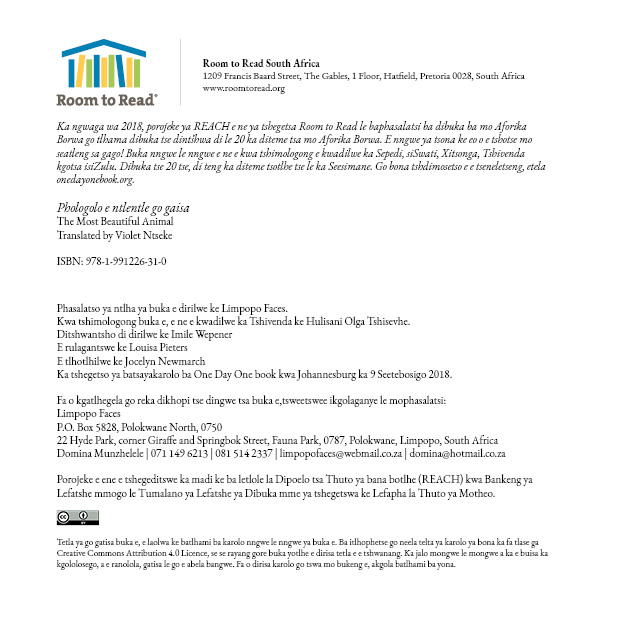 Room to Read®
Room to Read South Africa
1209 Francis Baard Street, The Gables, 1 Floor, Hatfield, Pretoria 0028, South Africa
www.roomtoread.org
Ka ngwaga wa 2018, porojeke ya REACH e ne ya tshegetsa Room to Read le baphasalatsi ba dibuka ba mo Aforika
Borwa go tlhama dibuka tse dintšhwa di le 20 ka diteme tsa mo Aforika Borwa. E nngwe ya tsona ke eo o e tshotse mo
seatleng sa gago! Buka nngwe le nngwe e ne e kwa tshimologong e kwadilwe ka Sepedi, siSwati, Xitsonga, Tshivenda
kgotsa isiZulu. Dibuka tse 20 tse, di teng ka diteme tsotlhe tse le ka Seesimane. Go bona tshdimosetso e e tseneletseng, etela
onedayonebook.org.
Phologolo e ntlentle go gaisa
The Most Beautiful Animal
Translated by Violet Ntseke
ISBN: 978-1-991226-31-0
Phasalatso ya ntlha ya buka e dirilwe ke Limpopo Faces.
Kwa tshimologong buka e, e ne e kwadilwe ka Tshivenda ke Hulisani Olga Tshisevhe.
Ditshwantsho di dirilwe ke Imile Wepener
E rulagantswe ke Louisa Pieters
E tlhotlhilwe ke Jocelyn Newmarch
Ka tshegetso ya batsayakarolo ba One Day One book kwa Johannesburg ka 9 Seetebosigo 2018.
Fa o kgatlhegela go reka dikhopi tse dingwe tsa buka e,tsweetswee ikgolaganye le mophasalatsi:
Limpopo Faces
P.O. Box 5828, Polokwane North, 0750
22 Hyde Park, corner Giraffe and Springbok Street, Fauna Park, 0787, Polokwane, Limpopo, South Africa
Domina Munzhelele | 071 149 6213 | 081 514 2337 | limpopofaces@webmail.co.za | domina@hotmail.co.za
Porojeke e ene e tshegeditswe ka madi ke ba letlole la Dipoelo tsa Thuto ya bana botlhe (REACH) kwa Bankeng ya
Lefatshe mmogo le Tumalano ya Lefatshe ya Dibuka mme ya tshegetswa ke Lefapha la Thuto ya Motheo.
cc BY
Tetla ya go gatisa buka e, e laolwa ke batlhami ba karolo nngwe le nngwe ya buka e. Ba itlhophetse go neela telta ya karolo ya bona ka fa tlase ga
Creative Commons Attribution 4.0 Licence, se se rayang gore buka yotlhe e dirisa tetla e e tshwanang. Ka jalo mongwe le mongwe a ka e buisa ka
kgololosego, a e ranolola, gatisa le go e abela bangwe. Fa o dirisa karolo go tswa mo bukeng e, akgola batlhami ba yona.